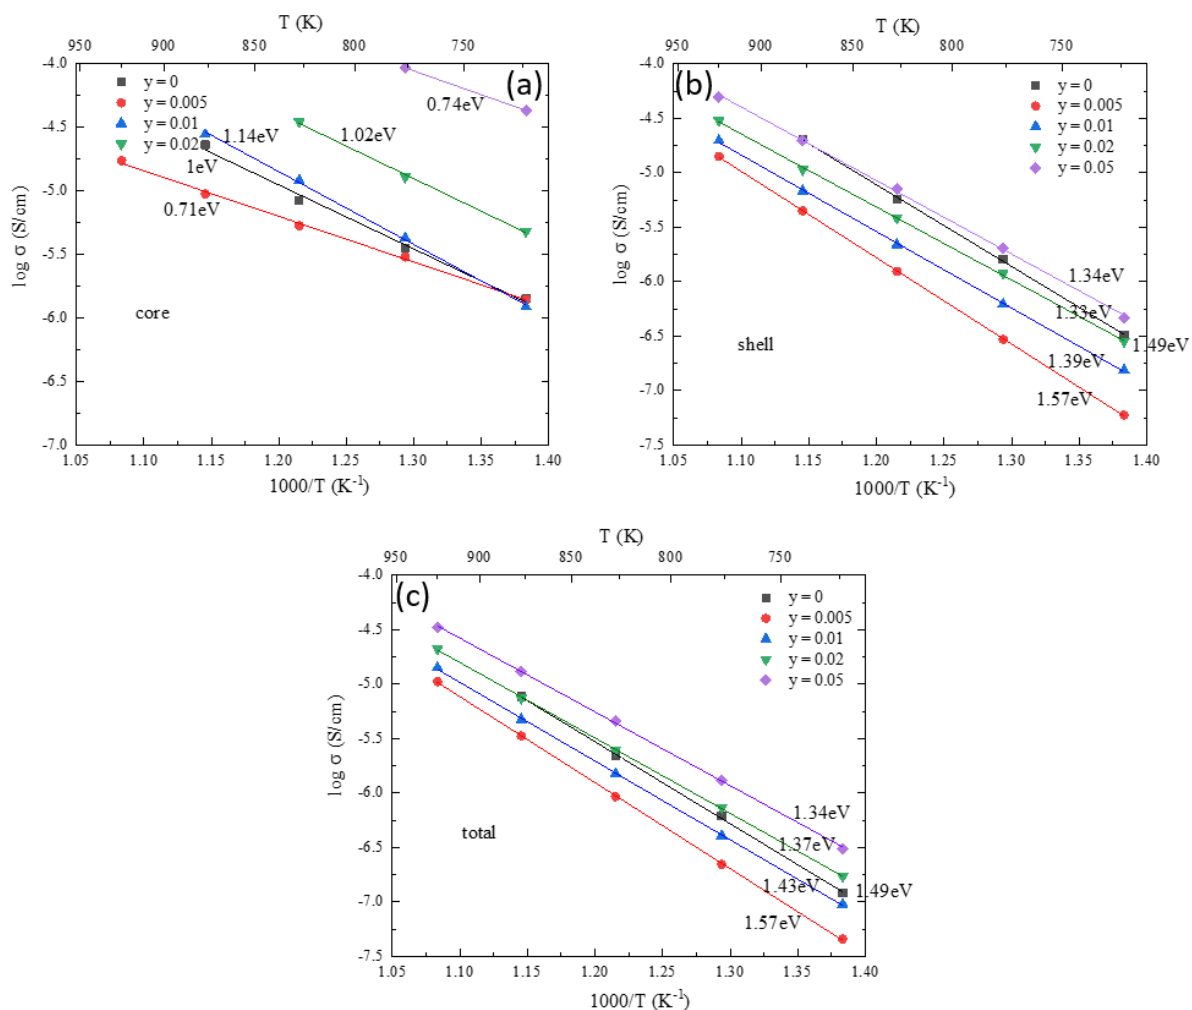 T (K)
950 900 850 800 750
-4.0
-4.5
-5.0
-5.5
-6.0
-6.5
-7.0
log σ (S/cm)
(a)
y = 0
y = 0.005
y = 0.01
y = 0.02
0.74eV
1.14eV
1.02eV
1eV
0.71eV
core
1.05 1.10 1.15 1.20 1.25 1.30 1.35 1.40
1000/T (K-1)
T (K)
950 900 850 800 750
-4.0
-4.5
-5.0
-5.5
-6.0
-6.5
-7.0
-7.5
log σ (S/cm)
(b)
y = 0
y = 0.005
y = 0.01
y = 0.02
y = 0.05
1.34eV
1.33eV
1.49eV
1.39eV
1.57eV
shell
1.05 1.10 1.15 1.20 1.25 1.30 1.35 1.40
1000/T (K-1)
T (K)
950 900 850 800 750
-4.0
-4.5
-5.0
-5.5
-6.0
-6.5
-7.0
-7.5
log σ (S/cm)
(c)
y = 0
y = 0.005
y = 0.01
y = 0.02
y = 0.05
1.34eV
1.37eV
1.43eV
1.49eV
1.57eV
total
1.05 1.10 1.15 1.20 1.25 1.30 1.35 1.40
1000/T (K-1)